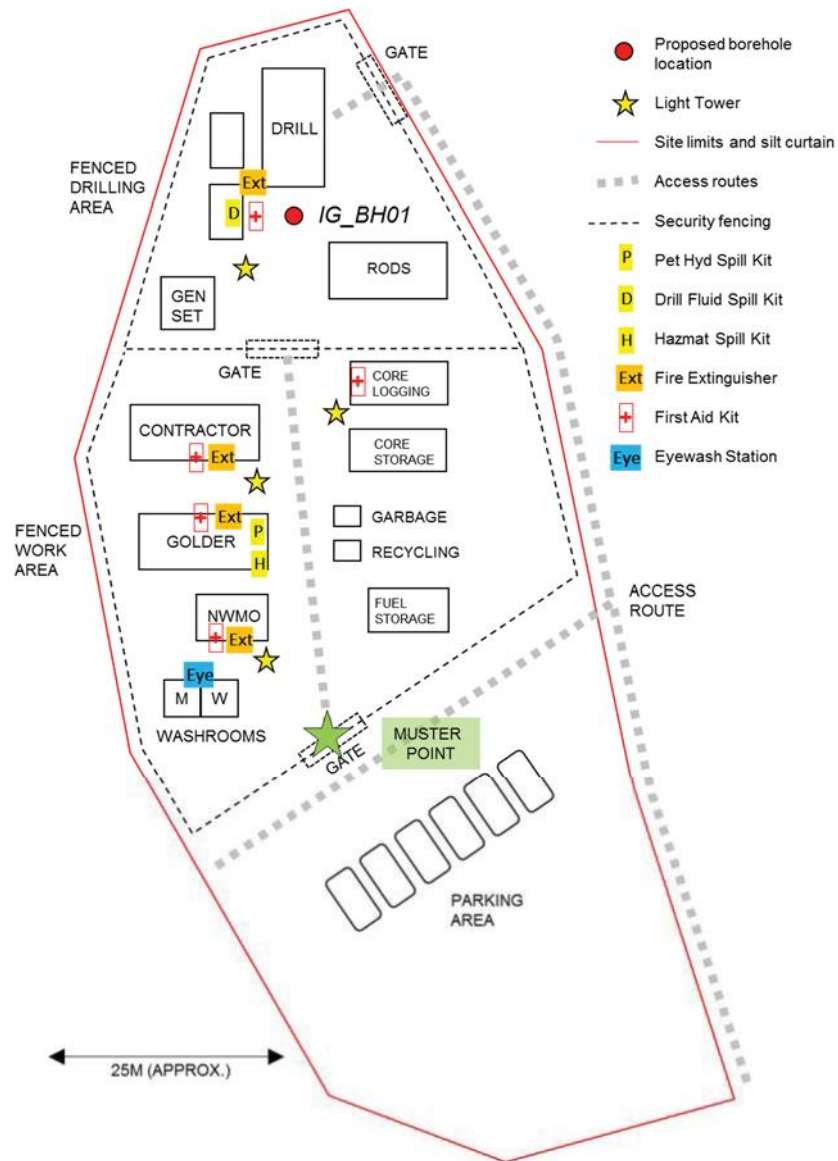 GATE
DRILL
FENCED
DRILLING
AREA
Ext
D
IG_BH01
RODS
GEN
SET
GATE
CORE
LOGGING
CONTRACTOR
Ext
CORE
STORAGE
Ext
P
GOLDER
H
GARBAGE
RECYCLING
FENCED
WORK
AREA
NWMO
Ext
FUEL
STORAGE
ACCESS
ROUTE
Eye
M
W
WASHROOMS
GATE
MUSTER
POINT
PARKING
AREA
25M (APPROX.)
Proposed borehole
location
Light Tower
Site limits and silt curtain
Access routes
Security fencing
P
Pet Hyd Spill Kit
D
Drill Fluid Spill Kit
H
Hazmat Spill Kit
Ext
Fire Extinguisher
First Aid Kit
Eye
Eyewash Station